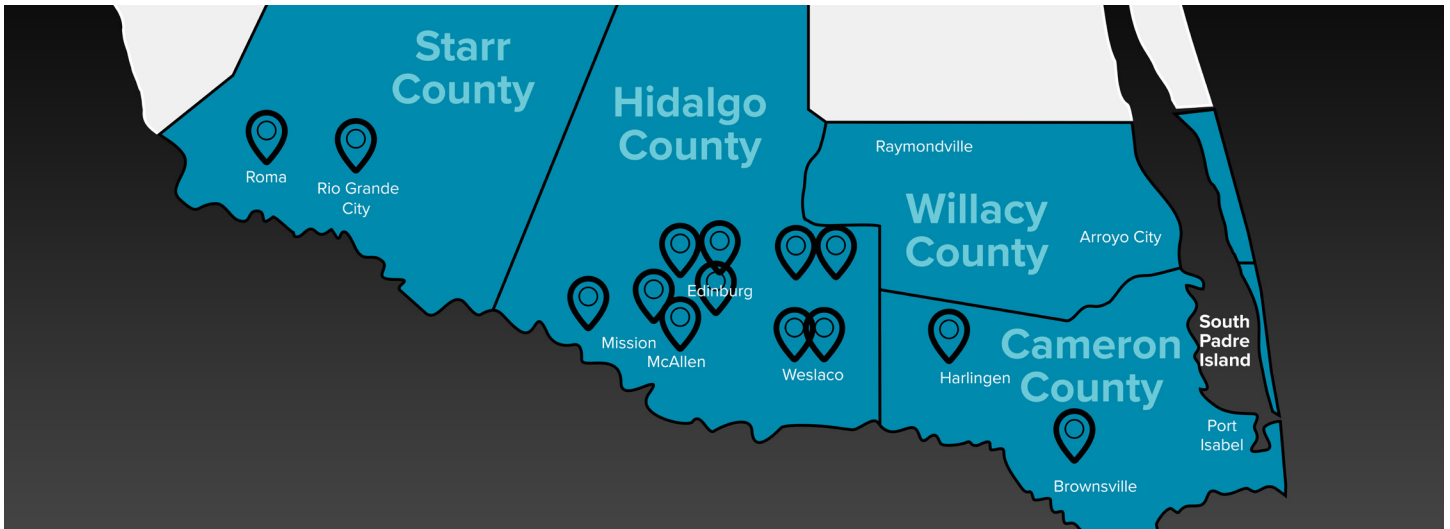 Starr
County
Roma
Rio Grande
City
Hidalgo
County
Edinburg
Mission
McAllen
Weslaco
Raymondville
Willacy
County
Arroyo City
Harlingen
Cameron
County
Brownsville
South
Padre
Island
Port
Isabel